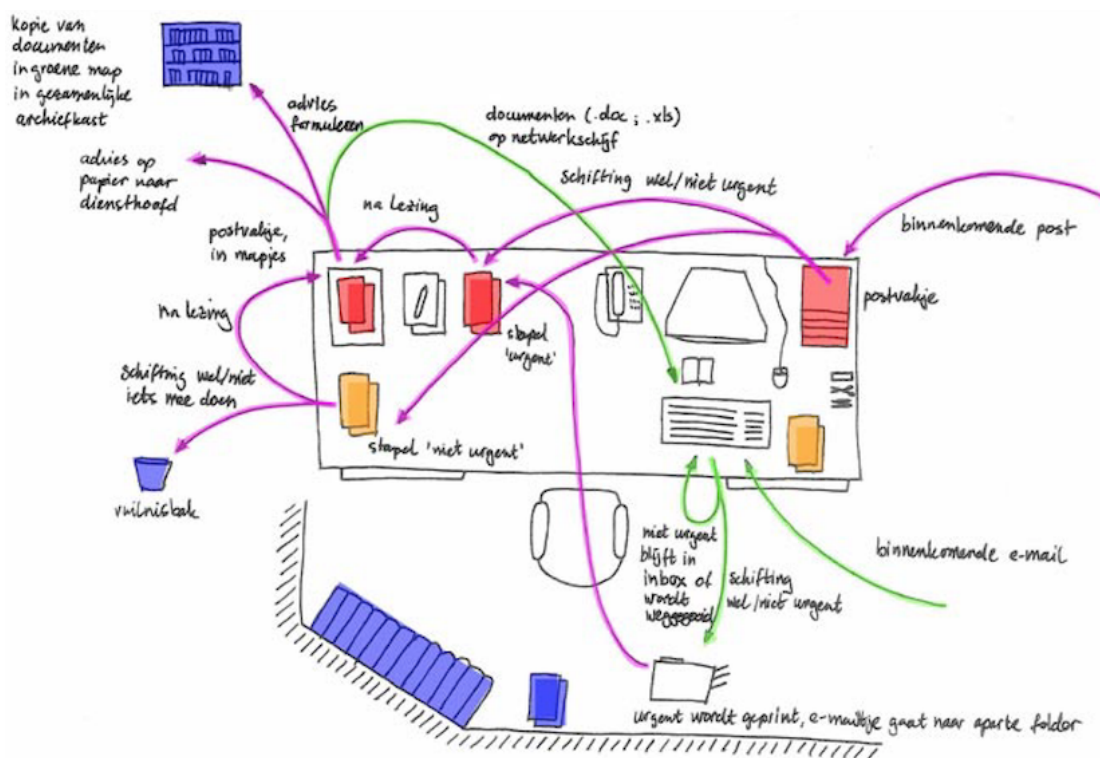 kopie van
documenten
in groene map
in gezamenlijke
archiefkast
advies
formuleren
documenten (.doc ; .xls)
op netwerkschijf
advies op
papier naar
diensthoofd
schifting wel/niet urgent
na lezing
binnenkomende post
postvakje,
in mapjes
postvakje
na lezing
stapel
'urgent'
schifting wel/niet
iets mee doen
stapel 'niet urgent'
vuilnisbak
niet urgent
blijft in
inbox of
wordt
weggegooid
schifting
wel/niet urgent
binnenkomende e-mail
urgent wordt geprint, e-mailtje gaat naar aparte folder